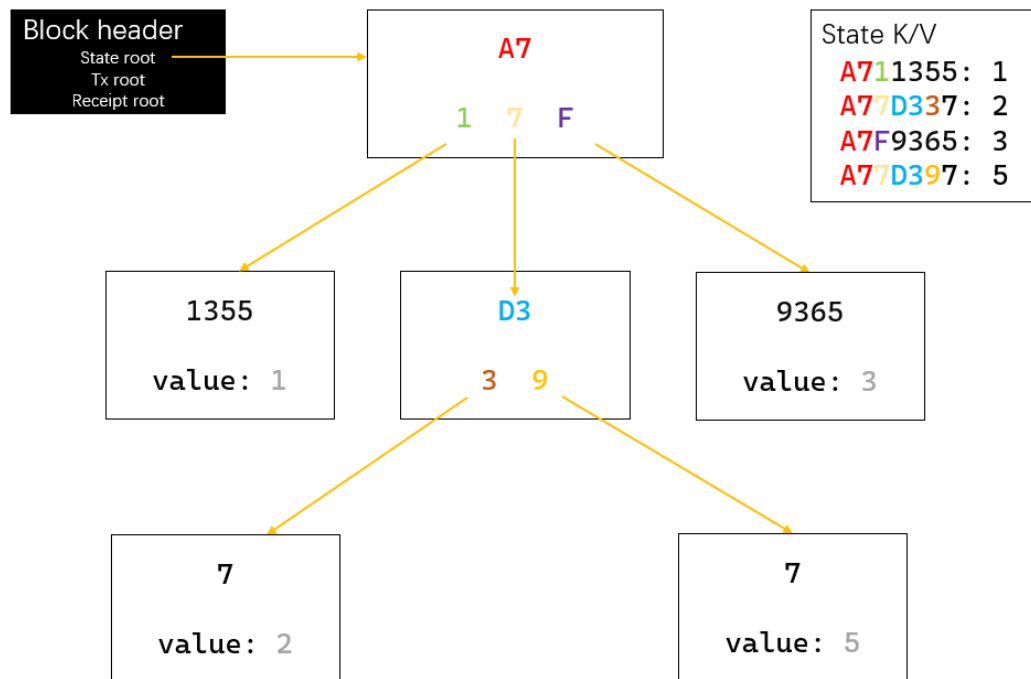 Block header
State root
Tx root
Receipt root
A7
1 7 F
State K/V
A711355: 1
A77D337: 2
A7F9365: 3
A77D397: 5
1355
value: 1
D3
3 9
9365
value: 3
7
value: 2
7
value: 5